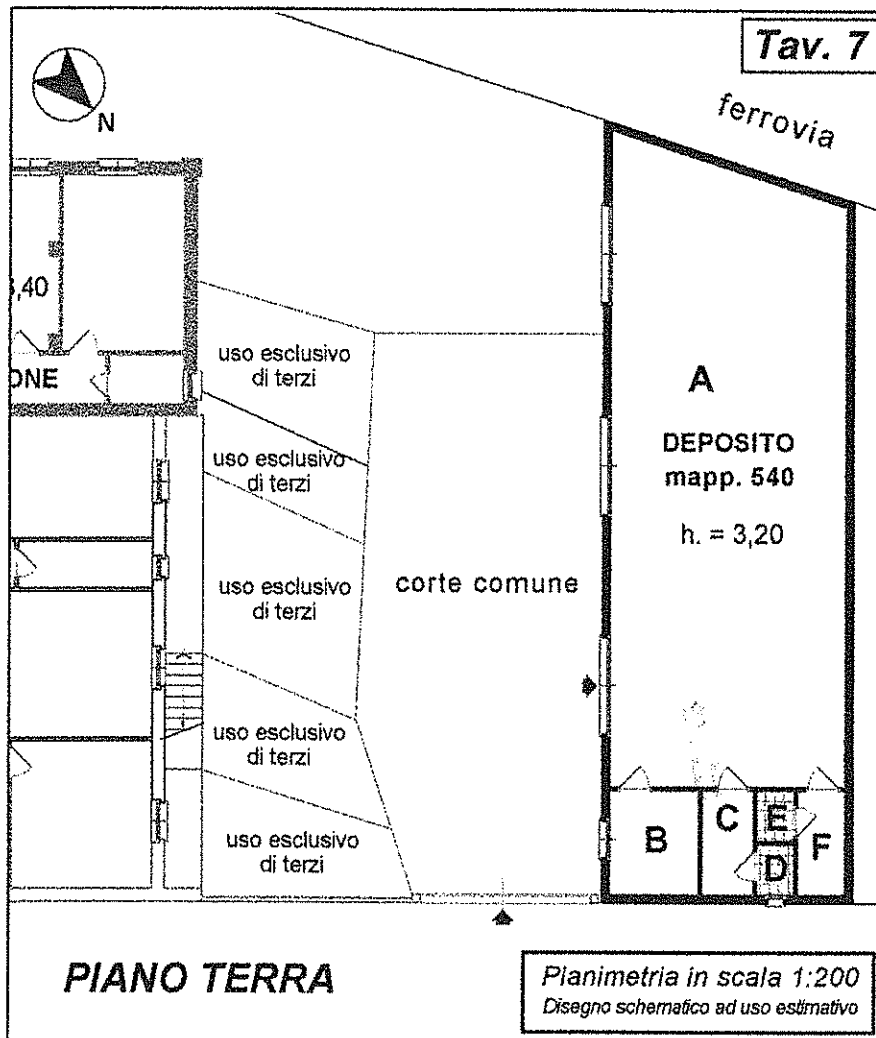 Tav. 7
N
ferrovia
3,40
ONE
uso esclusivo
di terzi
uso esclusivo
di terzi
uso esclusivo
di terzi
uso esclusivo
di terzi
uso esclusivo
di terzi
corte comune
A
DEPOSITO
mapp. 540
h. = 3,20
B
C
E
D
F
PIANO TERRA
Planimetria in scala 1:200
Disegno schematico ad uso estimativo